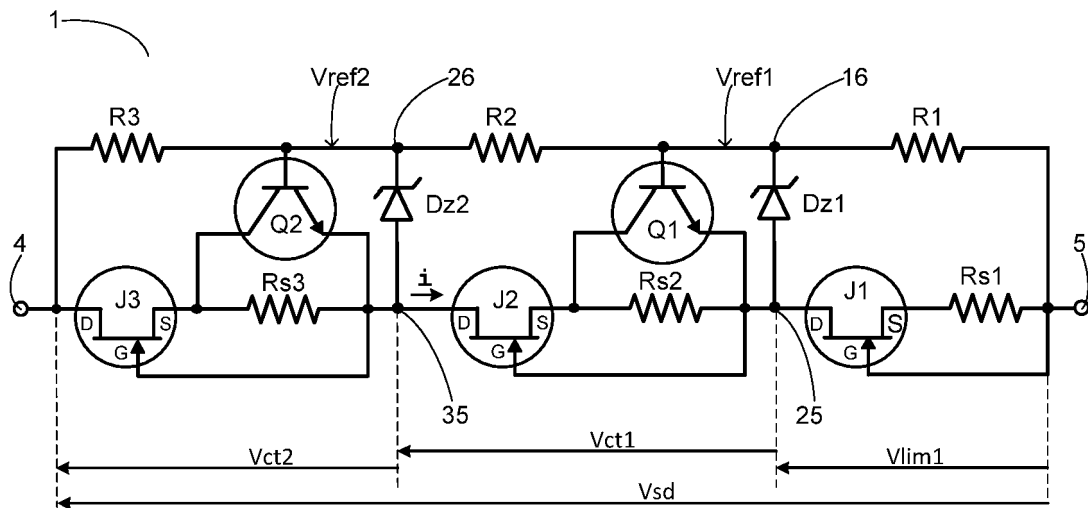 1
Vref2
26
Vref1
16
R3
R2
R1
Q2
Dz2
Q1
Dz1
4
5
J3
Rs3
i
J2
Rs2
J1
Rs1
D
S
G
D
S
G
D
S
G
35
25
Vct2
Vct1
Vlim1
Vsd